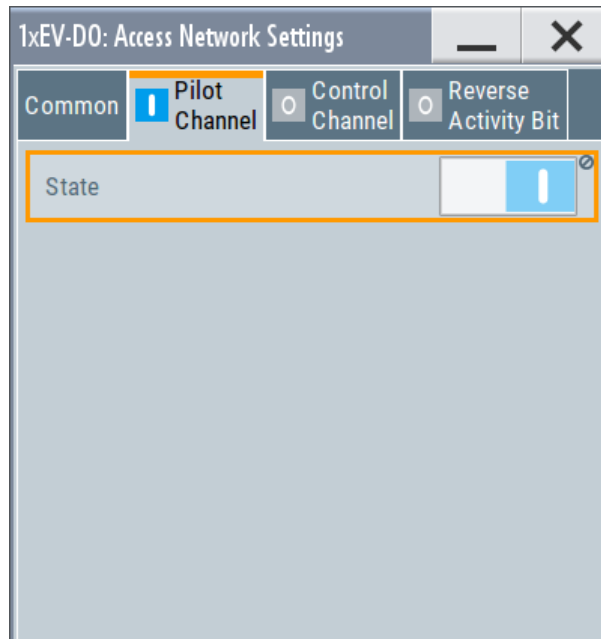 1xEV-DO: Access Network Settings
Common
Pilot
Channel
Control
Channel
Reverse
Activity Bit
State